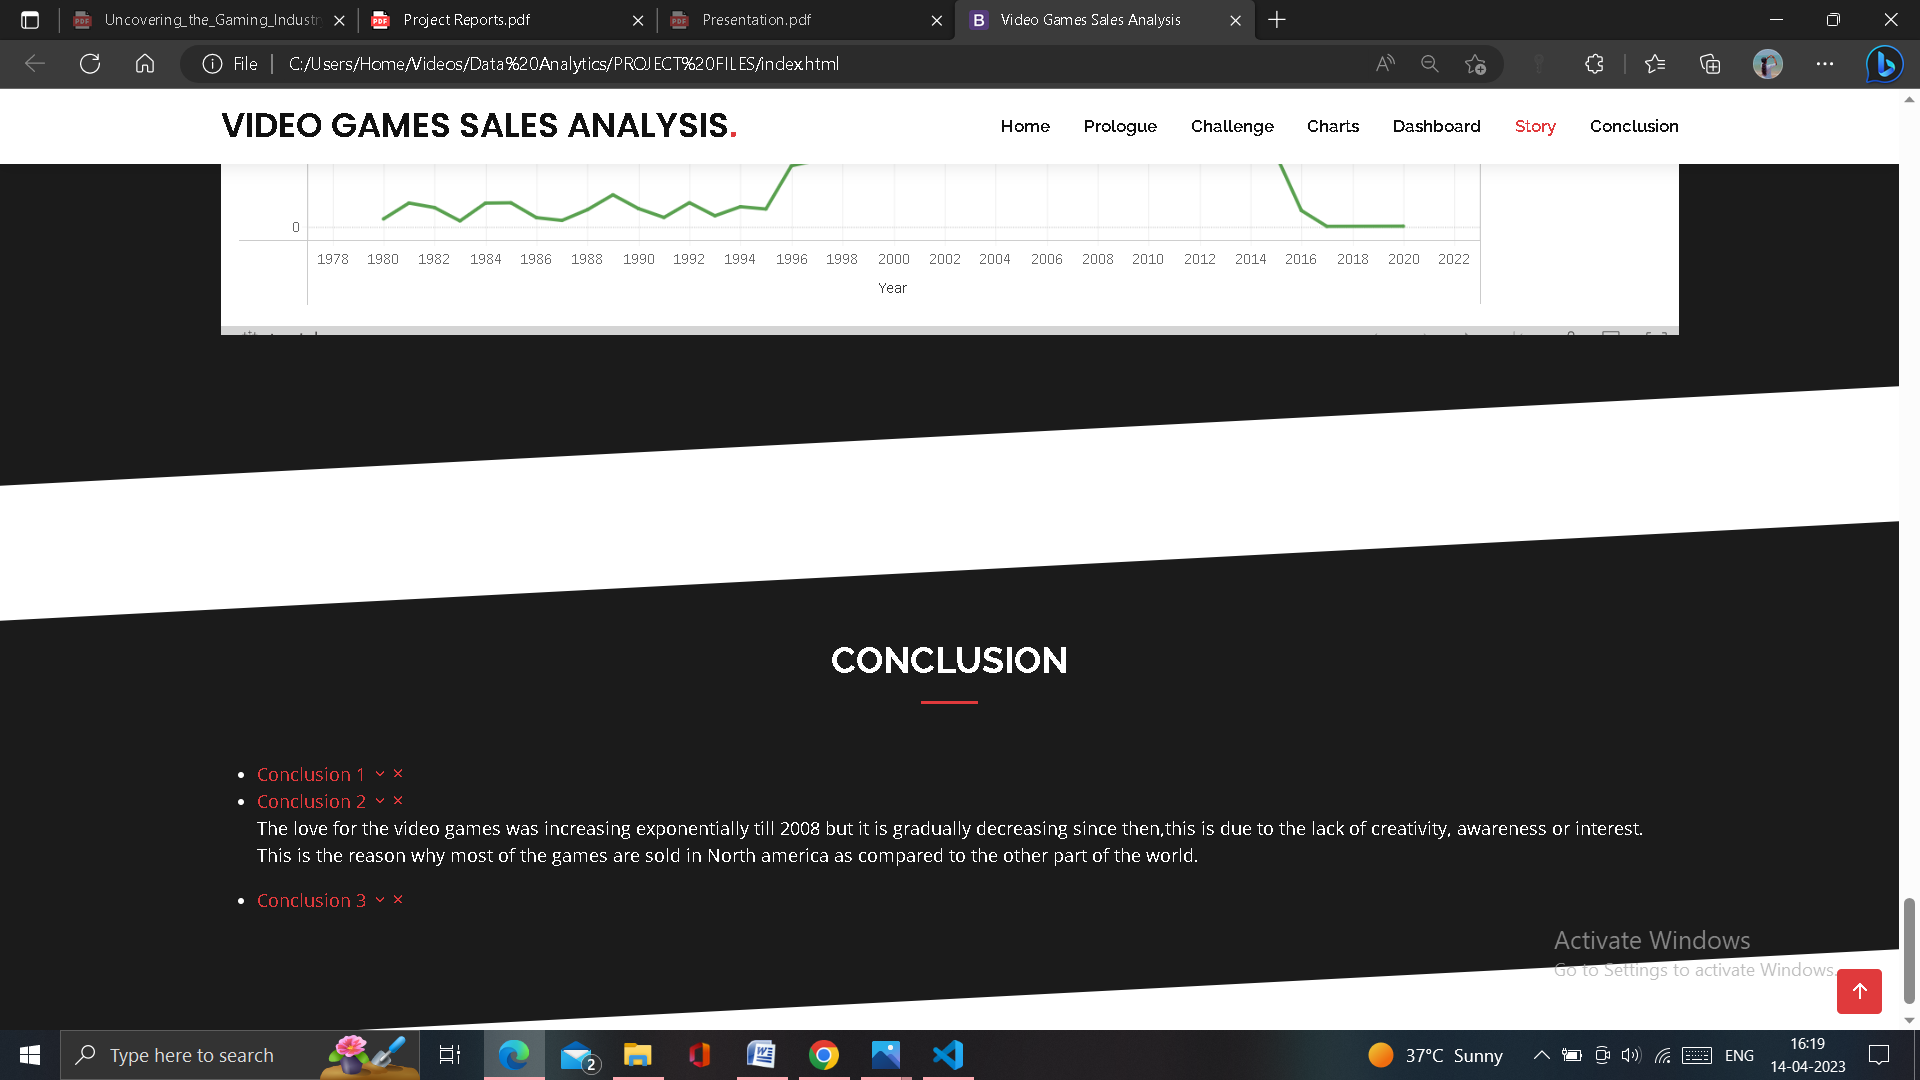 Uncovering_the_Gaming_Industr
Project Reports.pdf
Presentation.pdf
Video Games Sales Analysis
File
C:/Users/Home/Videos/Data%20Analytics/PROJECT%20FILES/index.html
VIDEO GAMES SALES ANALYSIS.
Home Prologue Challenge Charts Dashboard Story Conclusion
0
1978 1980 1982 1984 1986 1988 1990 1992 1994 1996 1998 2000 2002 2004 2006 2008 2010 2012 2014 2016 2018 2020 2022
Year
CONCLUSION
Conclusion 1
Conclusion 2
The love for the video games was increasing exponentially till 2008 but it is gradually decreasing since then,this is due to the lack of creativity, awareness or interest.
This is the reason why most of the games are sold in North america as compared to the other part of the world.
Conclusion 3
Activate Windows
Go to Settings to activate Windows.
Type here to search
2
37°C Sunny
ENG
16:19
14-04-2023